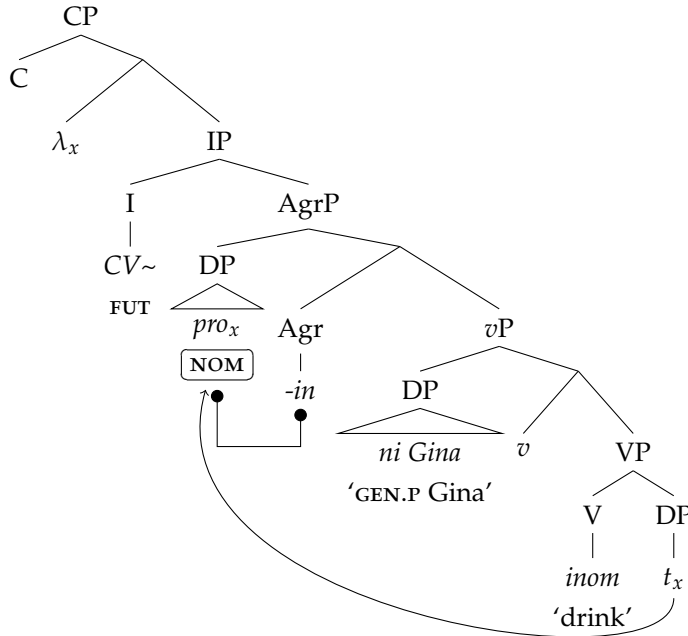 CP
C
λx
IP
I AgrP
CV~ DP
FUT prox Agr vP
NOM -in DP
ni Gina v VP
‘GEN.P Gina’ V DP
inom tx
‘drink’